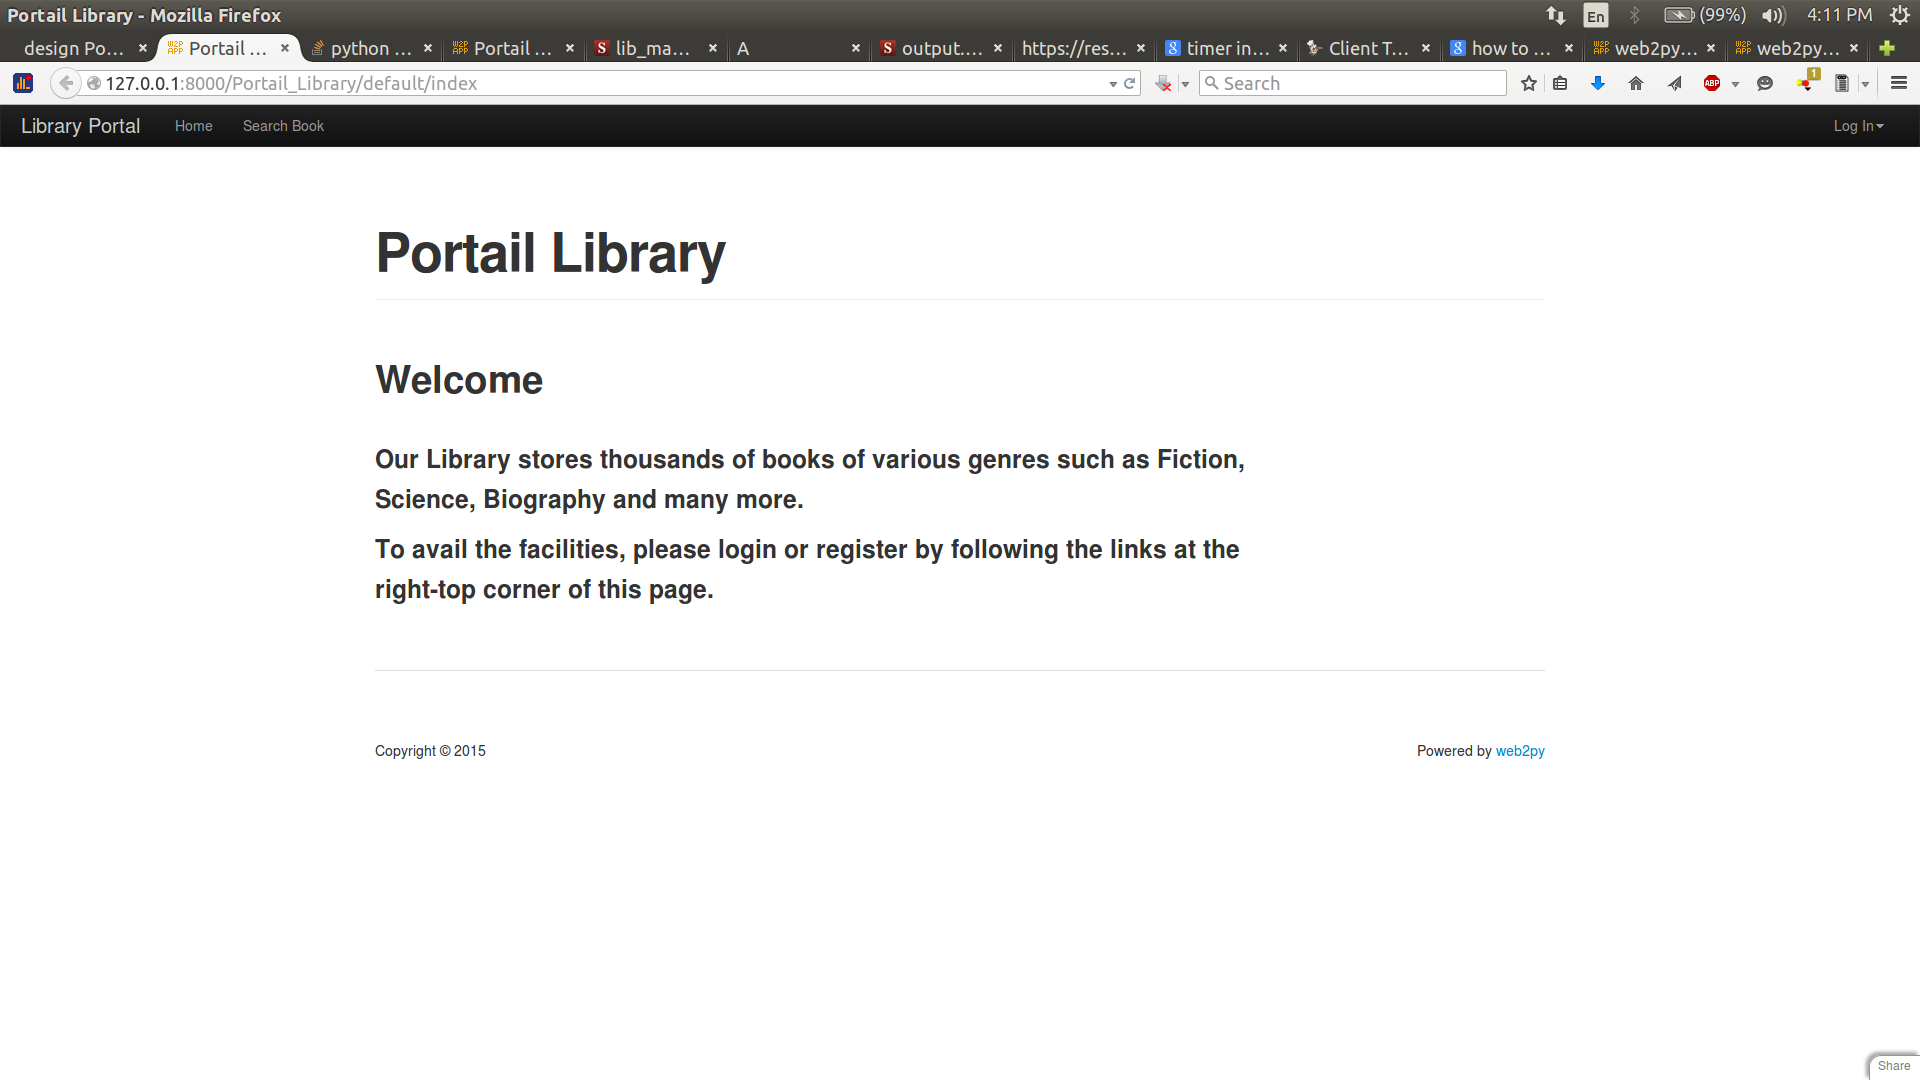 Portail Library - Mozilla Firefox
En
(99%)
4:11 PM
design Po...
Portail ...
python ...
Portail ...
lib_ma...
A
output....
https://res...
timer in...
Client T...
how to ...
web2py,...
web2py,...
127.0.0.1:8000/Portail_Library/default/index
Search
ABP
1
Library Portal
Home
Search Book
Log In
Portail Library
Welcome
Our Library stores thousands of books of various genres such as Fiction,
Science, Biography and many more.
To avail the facilities, please login or register by following the links at the
right-top corner of this page.
Copyright © 2015
Powered by web2py
Share